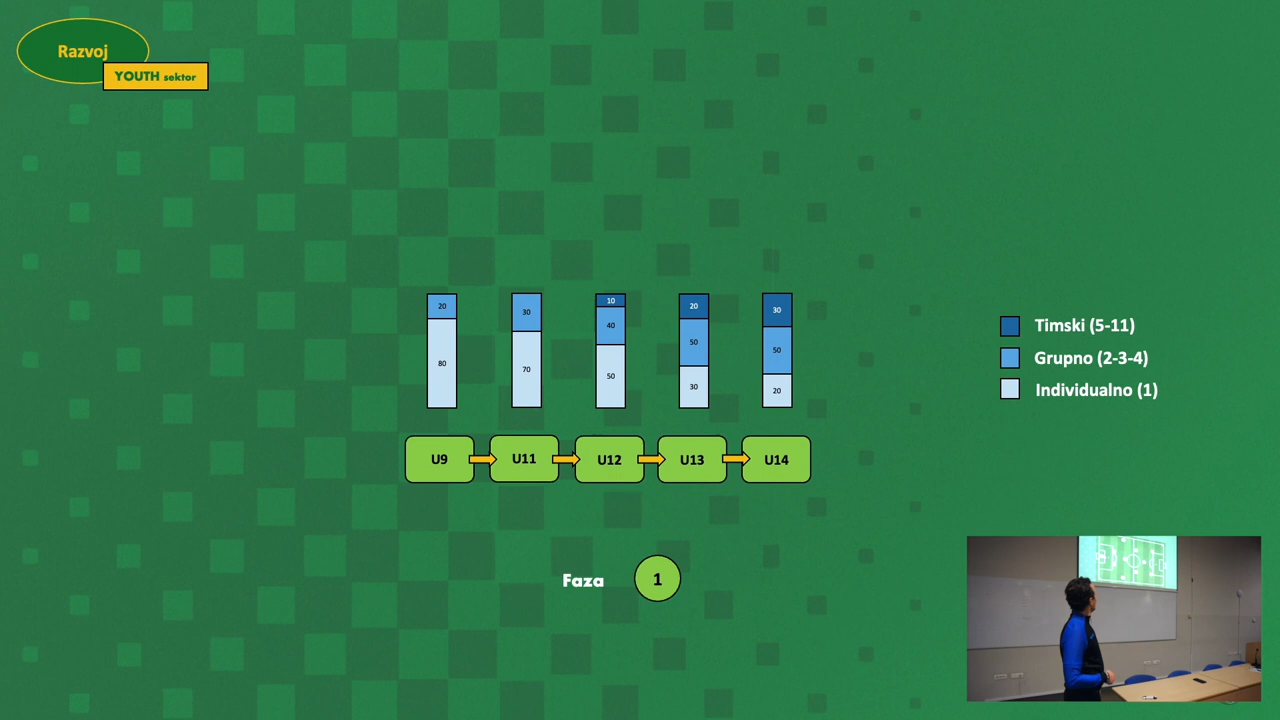 Razvoj
YOUTH sektor
20
80
30
70
10
40
50
20
50
30
30
50
20
Timski (5-11)
Grupno (2-3-4)
Individualno (1)
U9
U11
U12
U13
U14
Faza
1